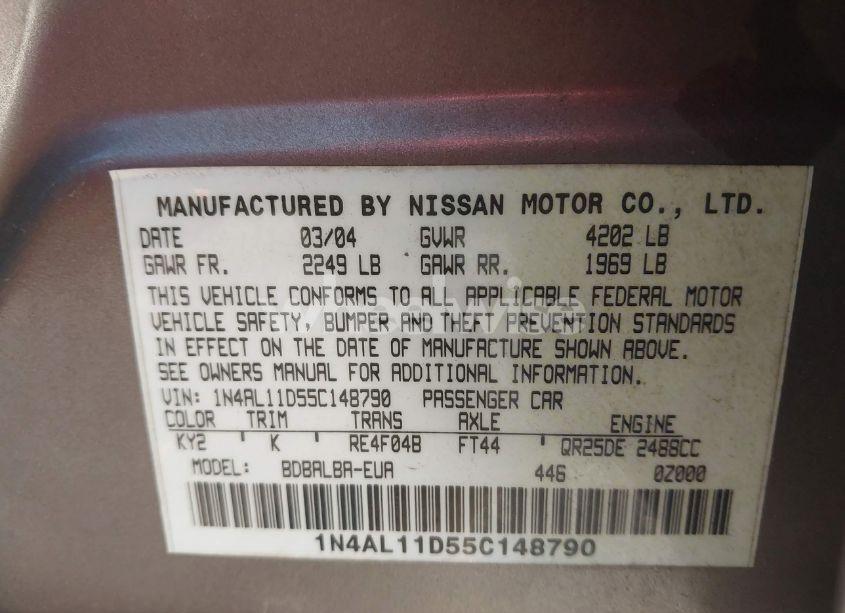 MANUFACTURED BY NISSAN MOTOR CO., LTD.
DATE 03/04 GVWR 4202 LB
GAWR FR. 2249 LB GAWR RR. 1969 LB
THIS VEHICLE CONFORMS TO ALL APPLICABLE FEDERAL MOTOR
VEHICLE SAFETY, BUMPER AND THEFT PREVENTION STANDARDS
IN EFFECT ON THE DATE OF MANUFACTURE SHOWN ABOVE.
SEE OWNERS MANUAL FOR ADDITIONAL INFORMATION.
VIN: 1N4AL11D55C148790 PASSENGER CAR
COLOR TRIM TRANS AXLE ENGINE
KY2 K RE4F04B FT44 QR25DE 2488CC
MODEL: BDBALBA-EUA 446 0Z000
1N4AL11D55C148790